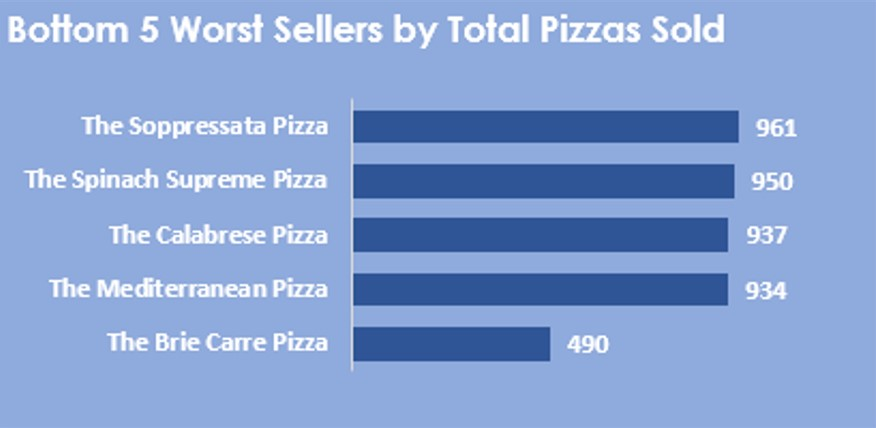 Bottom 5 Worst Sellers by Total Pizzas Sold
The Soppressata Pizza 961
The Spinach Supreme Pizza 950
The Calabrese Pizza 937
The Mediterranean Pizza 934
The Brie Carre Pizza 490